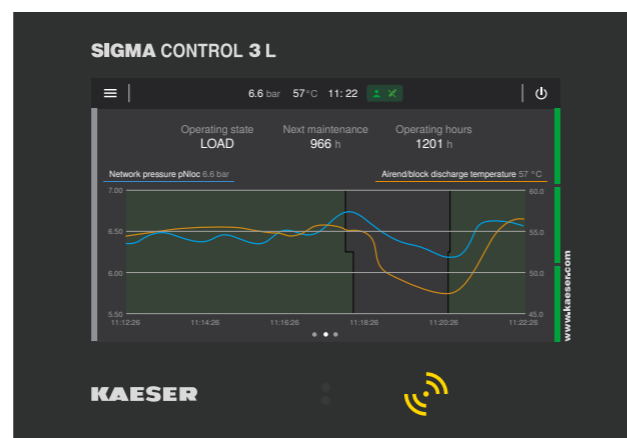 SIGMA CONTROL 3 L
6.6 bar 57°C 11:22
Operating state Next maintenance Operating hours
LOAD 966 h 1201 h
Network pressure pNloc 6.6 bar Airend/block discharge temperature 57 °C
7.00 60.0
6.50 55.0
6.00 50.0
5.50 45.0
11:12:26 11:14:26 11:16:26 11:18:26 11:20:26 11:22:26
www.kaeser.com
KAESER